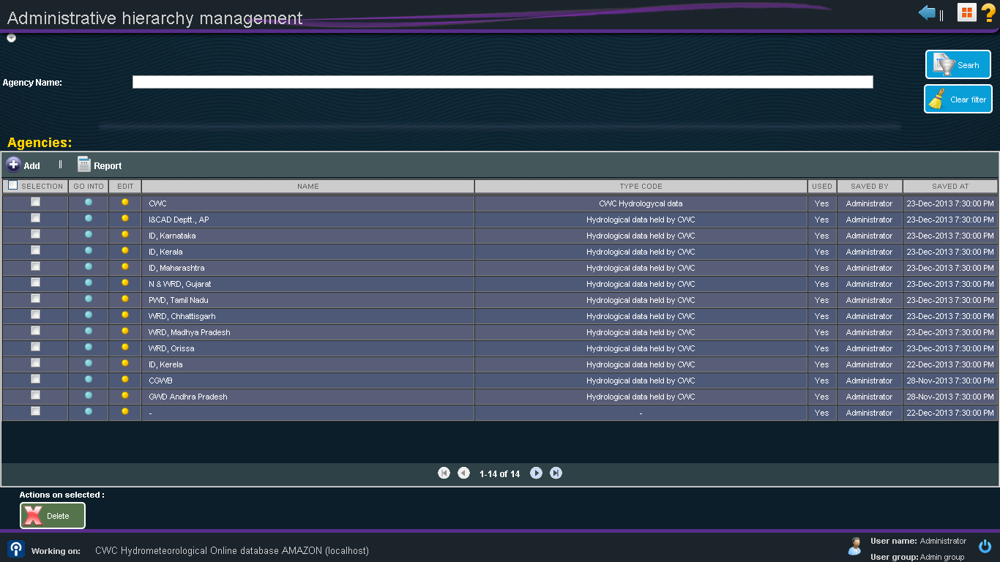 Administrative hierarchy management
Agency Name:
Searh
Clear filter
Agencies:
Add || Report
SELECTION GO INTO EDIT NAME TYPE CODE USED SAVED BY SAVED AT
CWC CWC Hydrologycal data Yes Administrator 23-Dec-2013 7:30:00 PM
I&CAD Deptt., AP Hydrological data held by CWC Yes Administrator 23-Dec-2013 7:30:00 PM
ID, Karnataka Hydrological data held by CWC Yes Administrator 23-Dec-2013 7:30:00 PM
ID, Kerala Hydrological data held by CWC Yes Administrator 23-Dec-2013 7:30:00 PM
ID, Maharashtra Hydrological data held by CWC Yes Administrator 23-Dec-2013 7:30:00 PM
N & WRD, Gujarat Hydrological data held by CWC Yes Administrator 23-Dec-2013 7:30:00 PM
PWD, Tamil Nadu Hydrological data held by CWC Yes Administrator 23-Dec-2013 7:30:00 PM
WRD, Chhattisgarh Hydrological data held by CWC Yes Administrator 23-Dec-2013 7:30:00 PM
WRD, Madhya Pradesh Hydrological data held by CWC Yes Administrator 23-Dec-2013 7:30:00 PM
WRD, Orissa Hydrological data held by CWC Yes Administrator 23-Dec-2013 7:30:00 PM
ID, Kerela Hydrological data held by CWC Yes Administrator 22-Dec-2013 7:30:00 PM
CGWB Hydrological data held by CWC Yes Administrator 28-Nov-2013 7:30:00 PM
GWD Andhra Pradesh Hydrological data held by CWC Yes Administrator 28-Nov-2013 7:30:00 PM
- - Yes Administrator 22-Dec-2013 7:30:00 PM
1-14 of 14
Actions on selected :
Delete
Working on: CWC Hydrometeorological Online database AMAZON (localhost)
User name: Administrator
User group: Admin group